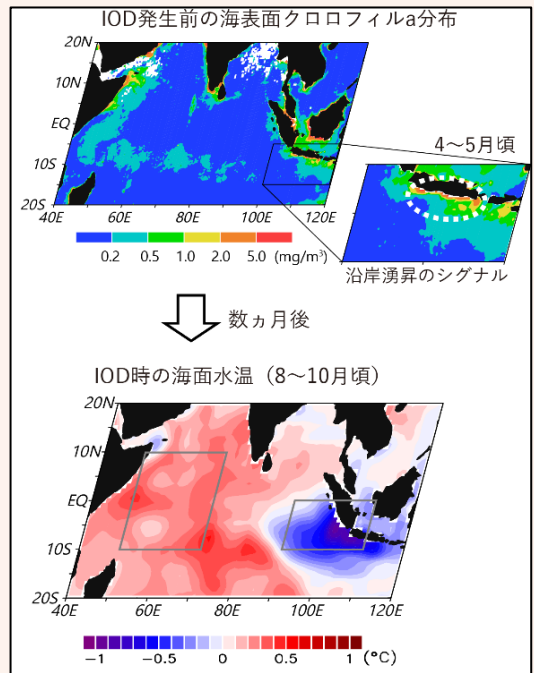 IOD発生前の海表面クロロフィルa分布
20N
10N
EQ
10S
20S
40E 60E 80E 100E 120E
0.2 0.5 1.0 2.0 5.0 (mg/m³)
4～5月頃
沿岸湧昇のシグナル
数ヵ月後
IOD時の海面水温（8～10月頃）
20N
10N
EQ
10S
20S
40E 60E 80E 100E 120E
−1 −0.5 0 0.5 1 (°C)